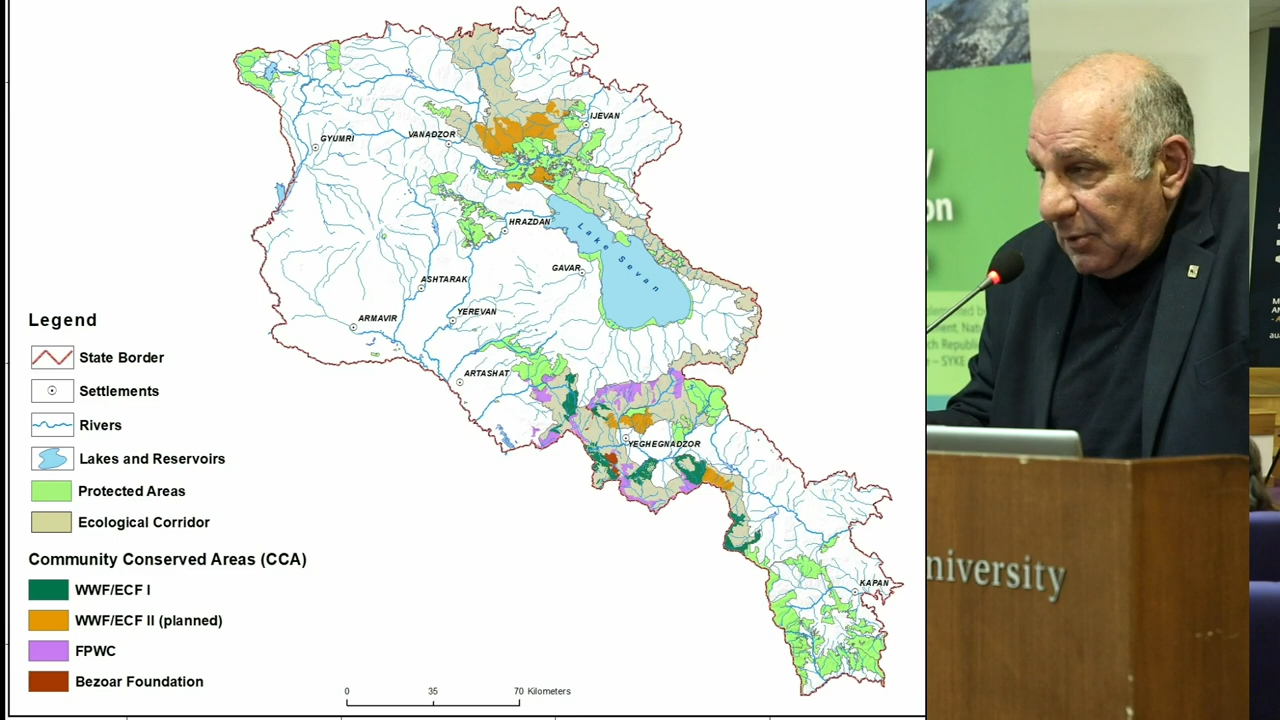 IJEVAN
GYUMRI
VANADZOR
HRAZDAN
Lake Sevan
GAVAR
ASHTARAK
ARMAVIR
YEREVAN
ARTASHAT
YEGHEGNADZOR
KAPAN
Legend
State Border
Settlements
Rivers
Lakes and Reservoirs
Protected Areas
Ecological Corridor
Community Conserved Areas (CCA)
WWF/ECF I
WWF/ECF II (planned)
FPWC
Bezoar Foundation
0 35 70 Kilometers
on
– SYKE
niversity